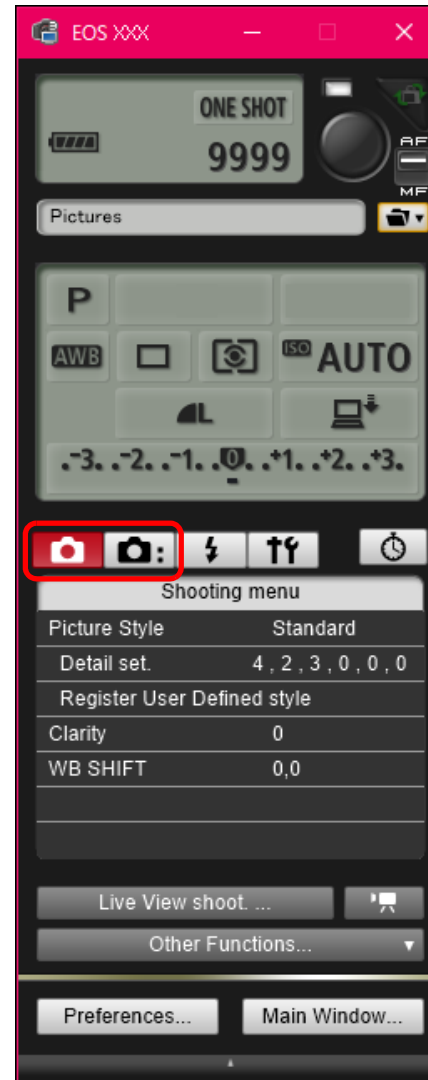 EOS XXX
ONE SHOT
9999
AF
MF
Pictures
P
AWB
ISO AUTO
L
.-3. .-2. .-1. .0. .+1. .+2. .+3.
Shooting menu
Picture Style Standard
Detail set. 4 , 2 , 3 , 0 , 0 , 0
Register User Defined style
Clarity 0
WB SHIFT 0,0
Live View shoot. ...
Other Functions...
Preferences... Main Window...